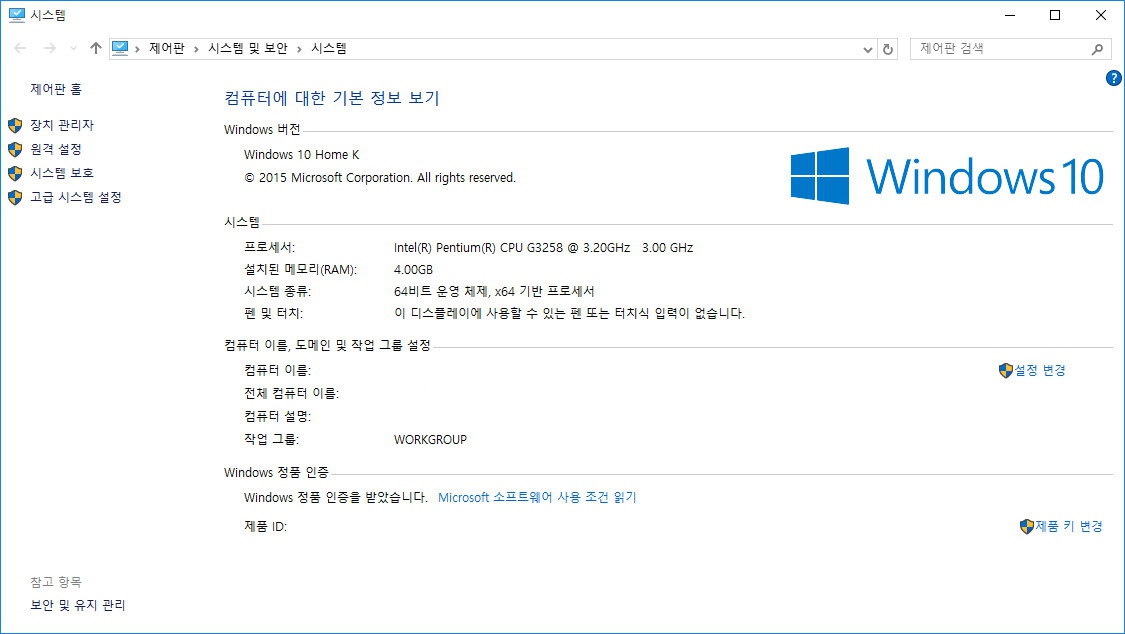 시스템
제어판 › 시스템 및 보안 › 시스템
제어판 검색
제어판 홈
장치 관리자
원격 설정
시스템 보호
고급 시스템 설정
참고 항목
보안 및 유지 관리
?
컴퓨터에 대한 기본 정보 보기
Windows 버전
Windows 10 Home K
© 2015 Microsoft Corporation. All rights reserved.
Windows 10
시스템
프로세서: Intel(R) Pentium(R) CPU G3258 @ 3.20GHz 3.00 GHz
설치된 메모리(RAM): 4.00GB
시스템 종류: 64비트 운영 체제, x64 기반 프로세서
펜 및 터치: 이 디스플레이에 사용할 수 있는 펜 또는 터치식 입력이 없습니다.
컴퓨터 이름, 도메인 및 작업 그룹 설정
컴퓨터 이름: 설정 변경
전체 컴퓨터 이름:
컴퓨터 설명:
작업 그룹: WORKGROUP
Windows 정품 인증
Windows 정품 인증을 받았습니다. Microsoft 소프트웨어 사용 조건 읽기
제품 ID: 제품 키 변경